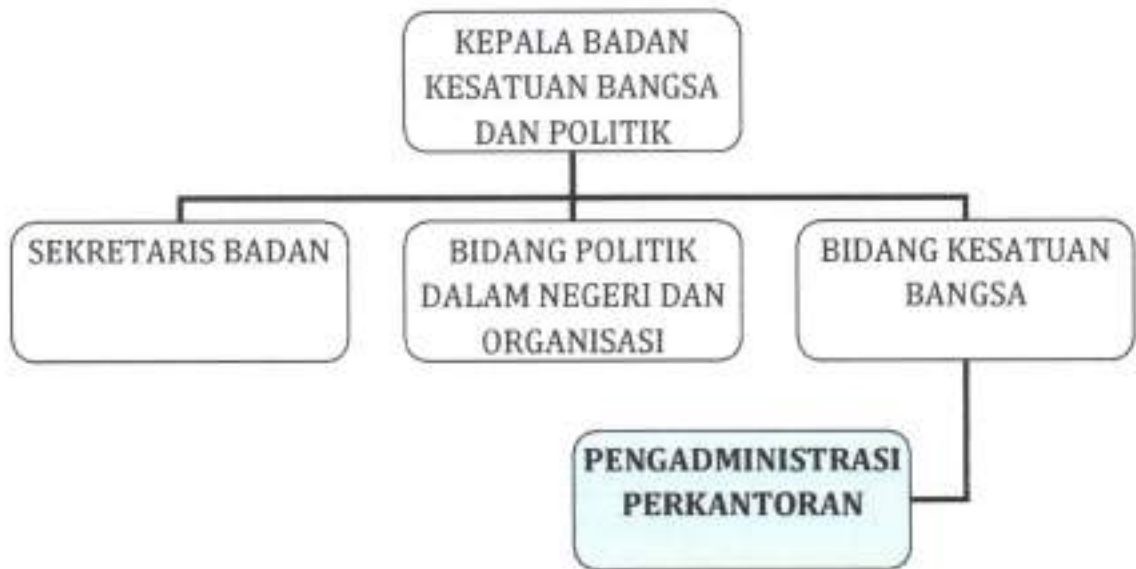 KEPALA BADAN
KESATUAN BANGSA
DAN POLITIK
SEKRETARIS BADAN
BIDANG POLITIK
DALAM NEGERI DAN
ORGANISASI
BIDANG KESATUAN
BANGSA
PENGADMINISTRASI
PERKANTORAN